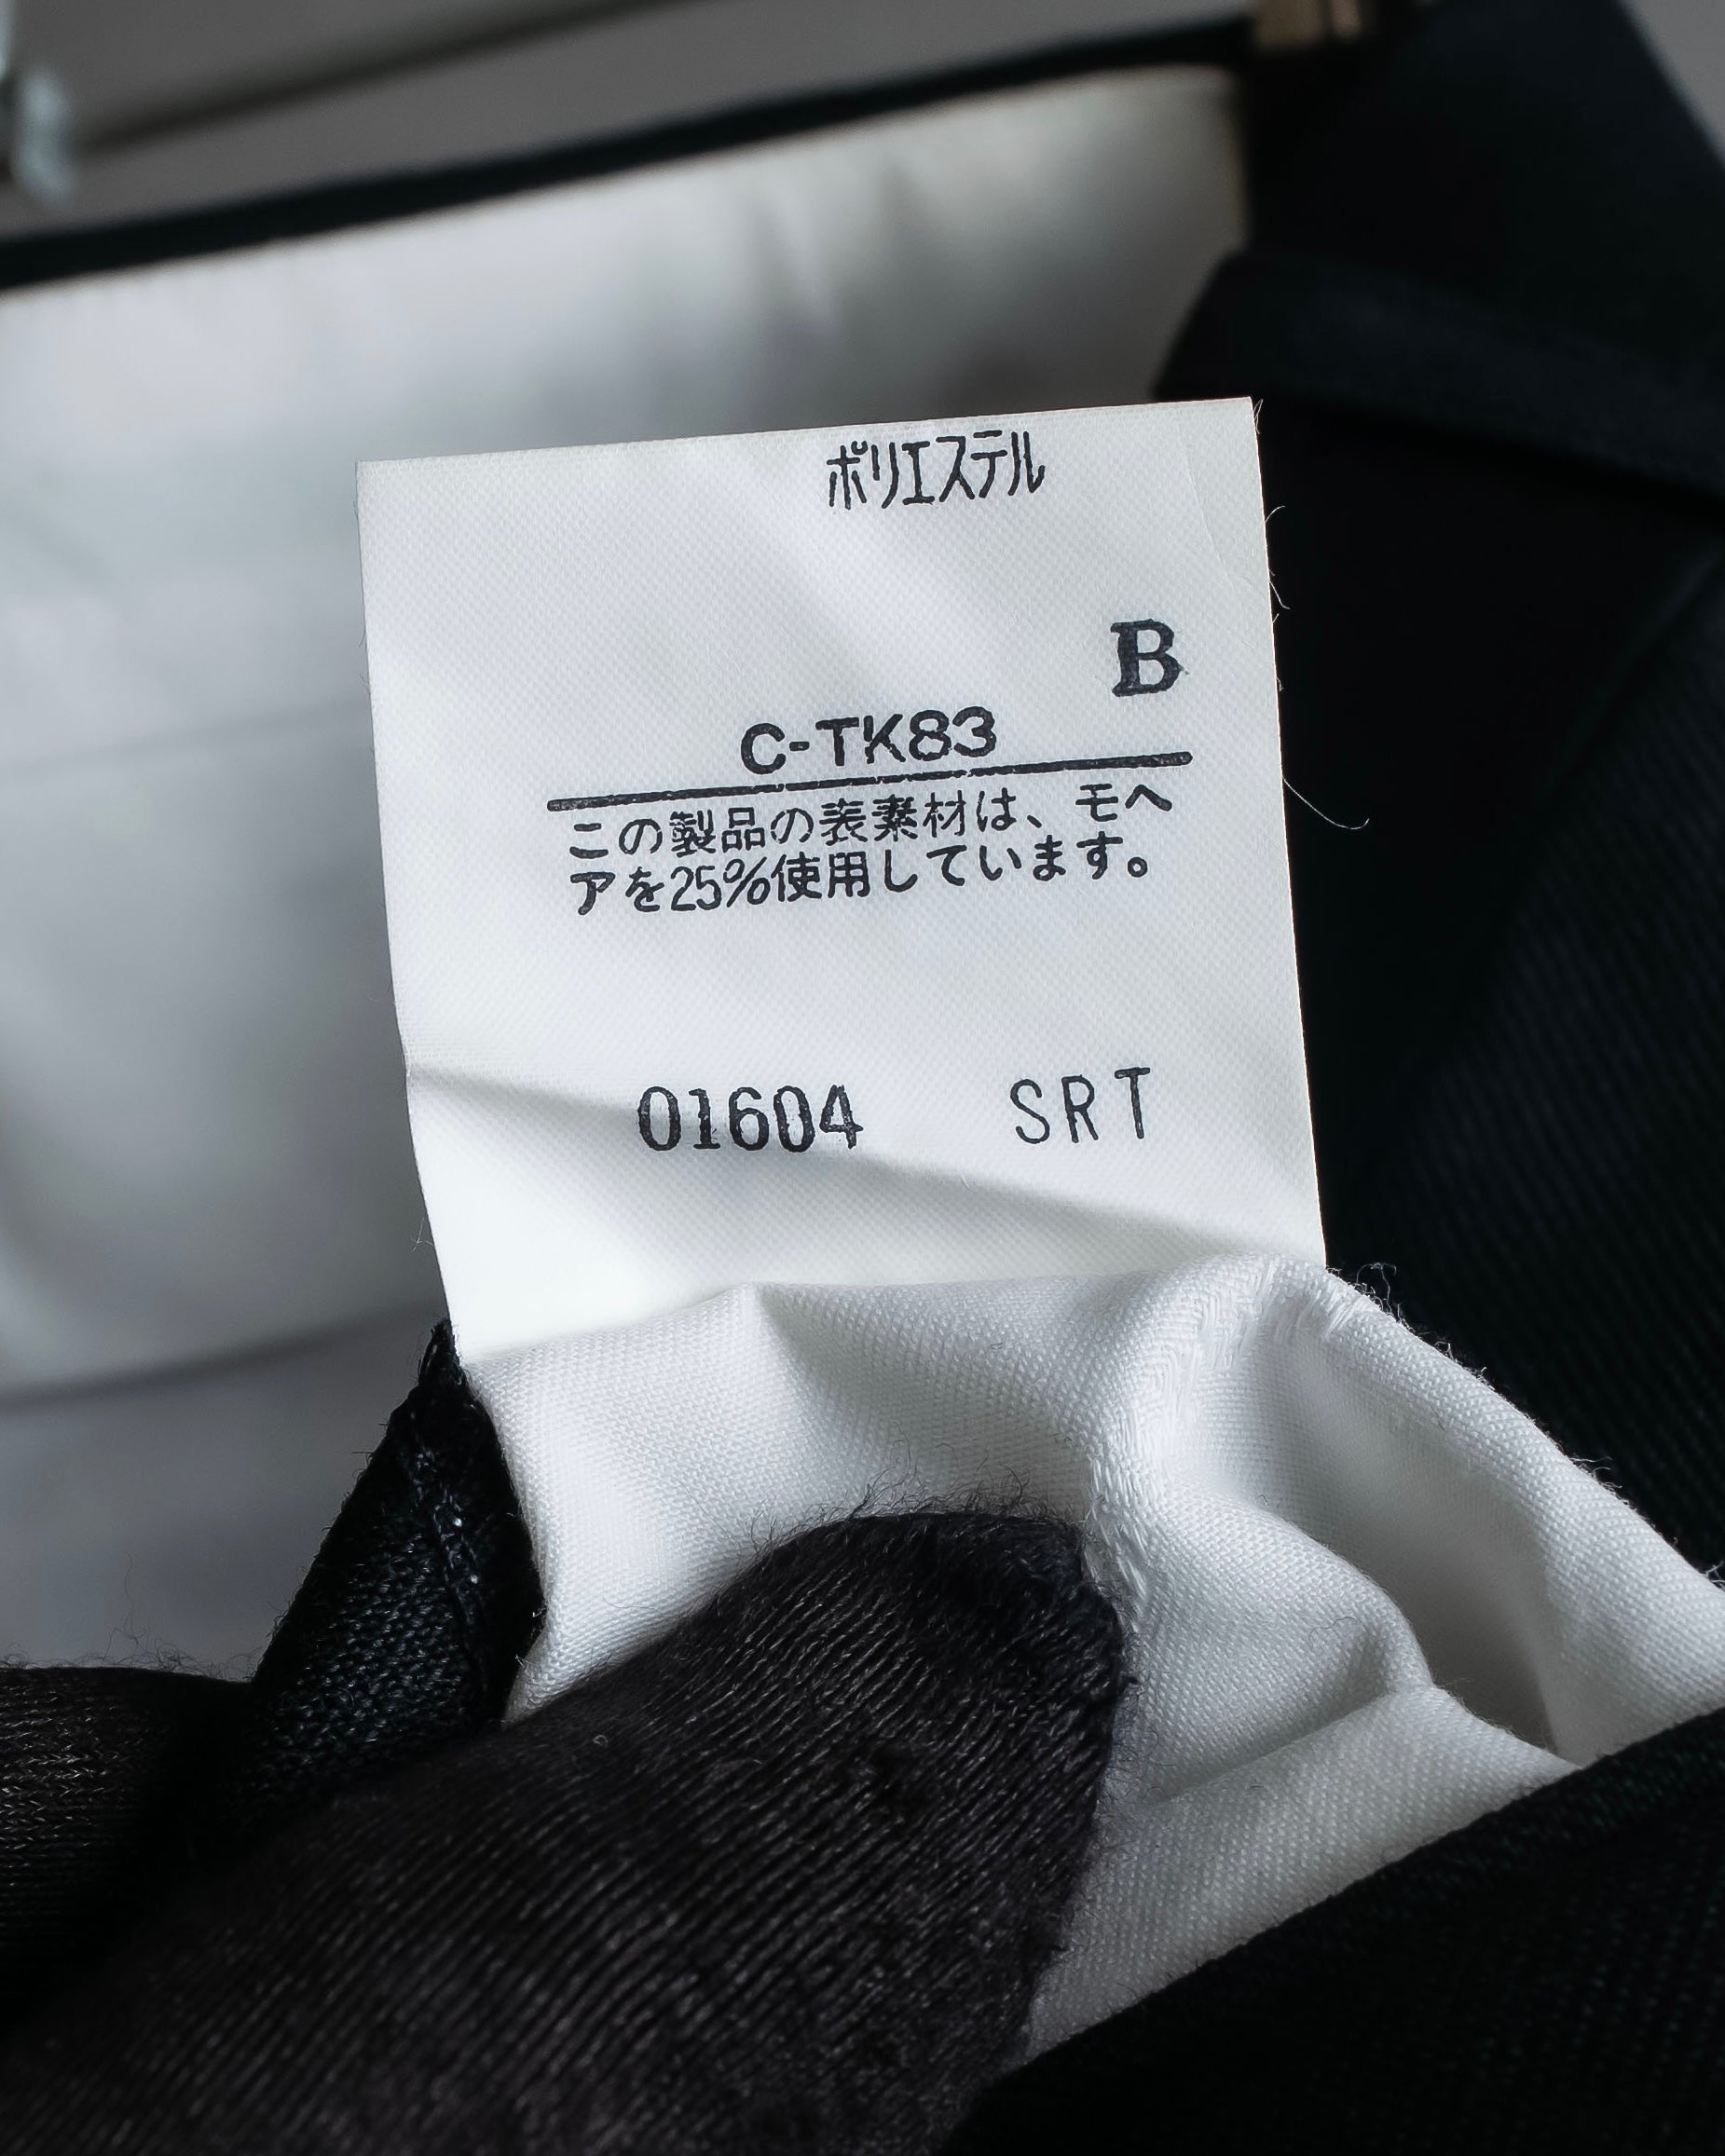 ポリエステル
B
C-TK83
この製品の表素材は、モヘ
アを25%使用しています。
01604 SRT